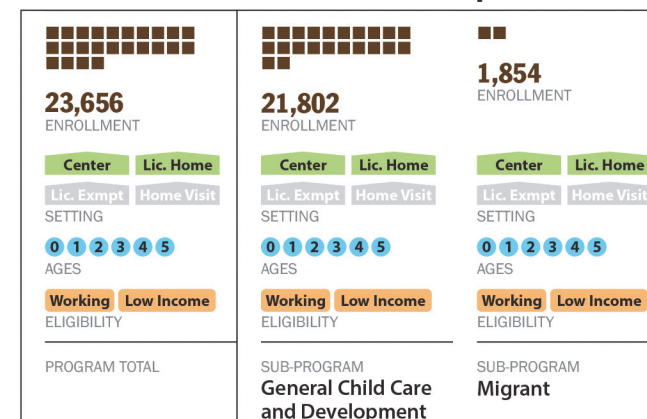 23,656
ENROLLMENT
Center Lic. Home
Lic. Exmpt Home Visit
SETTING
0 1 2 3 4 5
AGES
Working Low Income
ELIGIBILITY
PROGRAM TOTAL
21,802
ENROLLMENT
Center Lic. Home
Lic. Exmpt Home Visit
SETTING
0 1 2 3 4 5
AGES
Working Low Income
ELIGIBILITY
SUB-PROGRAM
General Child Care
and Development
1,854
ENROLLMENT
Center Lic. Home
Lic. Exmpt Home Visit
SETTING
0 1 2 3 4 5
AGES
Working Low Income
ELIGIBILITY
SUB-PROGRAM
Migrant